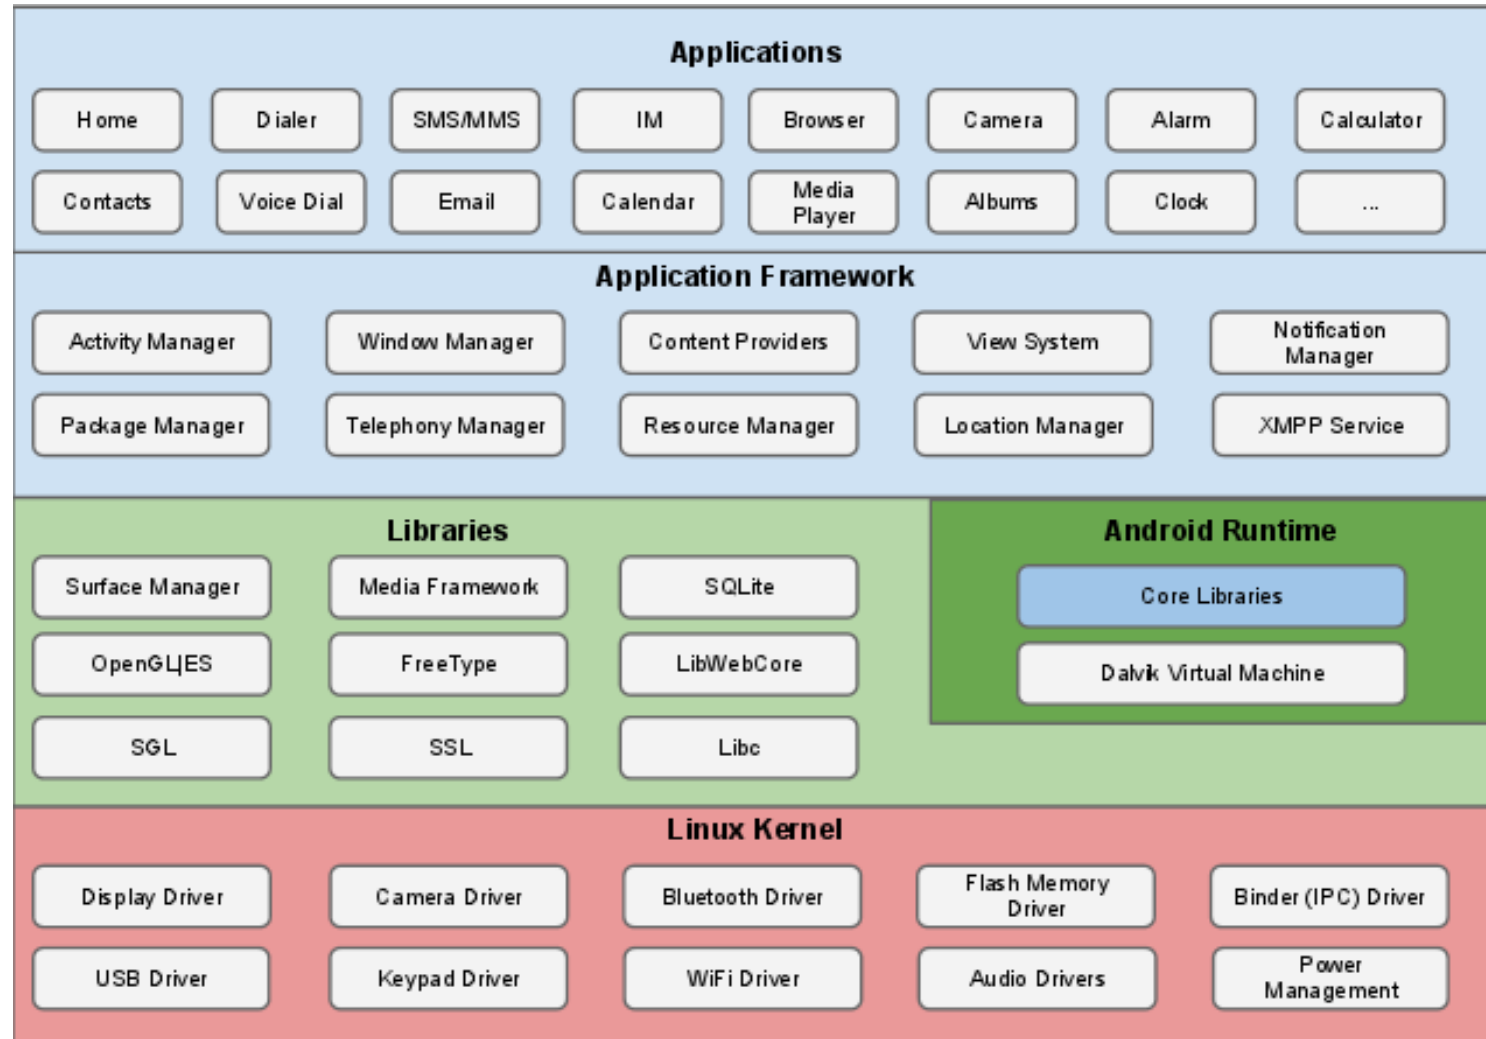 Applications
Home Dialer SMS/MMS IM Browser Camera Alarm Calculator
Contacts Voice Dial Email Calendar Media Player Albums Clock ...
Application Framework
Activity Manager Window Manager Content Providers View System Notification Manager
Package Manager Telephony Manager Resource Manager Location Manager XMPP Service
Libraries
Surface Manager Media Framework SQLite
OpenGL|ES FreeType LibWebCore
SGL SSL Libc
Android Runtime
Core Libraries
Dalvik Virtual Machine
Linux Kernel
Display Driver Camera Driver Bluetooth Driver Flash Memory Driver Binder (IPC) Driver
USB Driver Keypad Driver WiFi Driver Audio Drivers Power Management